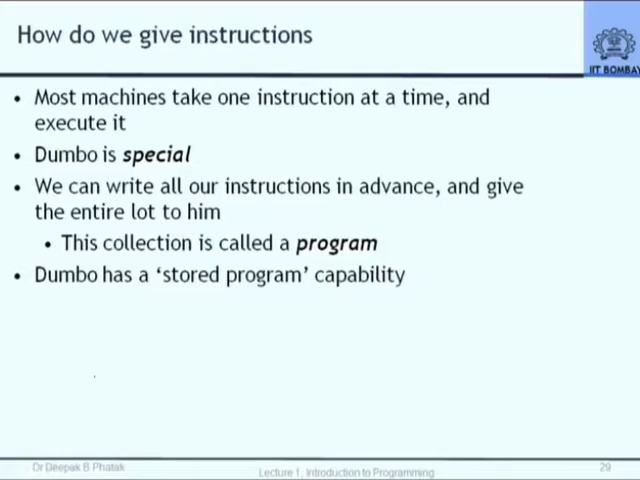 How do we give instructions
IIT BOMBAY
• Most machines take one instruction at a time, and
execute it
• Dumbo is special
• We can write all our instructions in advance, and give
the entire lot to him
• This collection is called a program
• Dumbo has a ‘stored program’ capability
Dr Deepak B Phatak
Lecture 1, Introduction to Programming
29